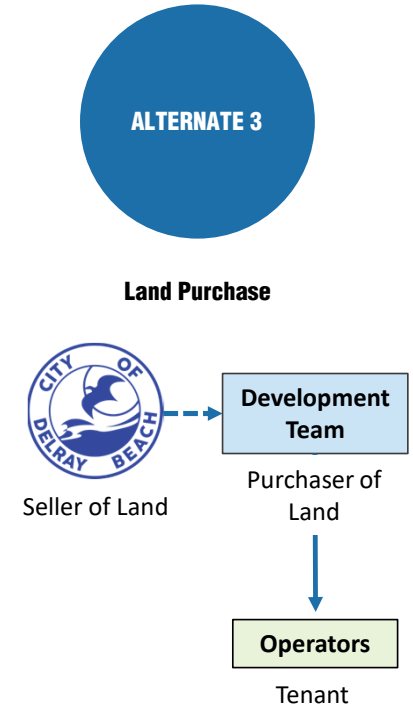 ALTERNATE 3
Land Purchase
CITY OF
DELRAY BEACH
Seller of Land
Development
Team
Purchaser of
Land
Operators
Tenant